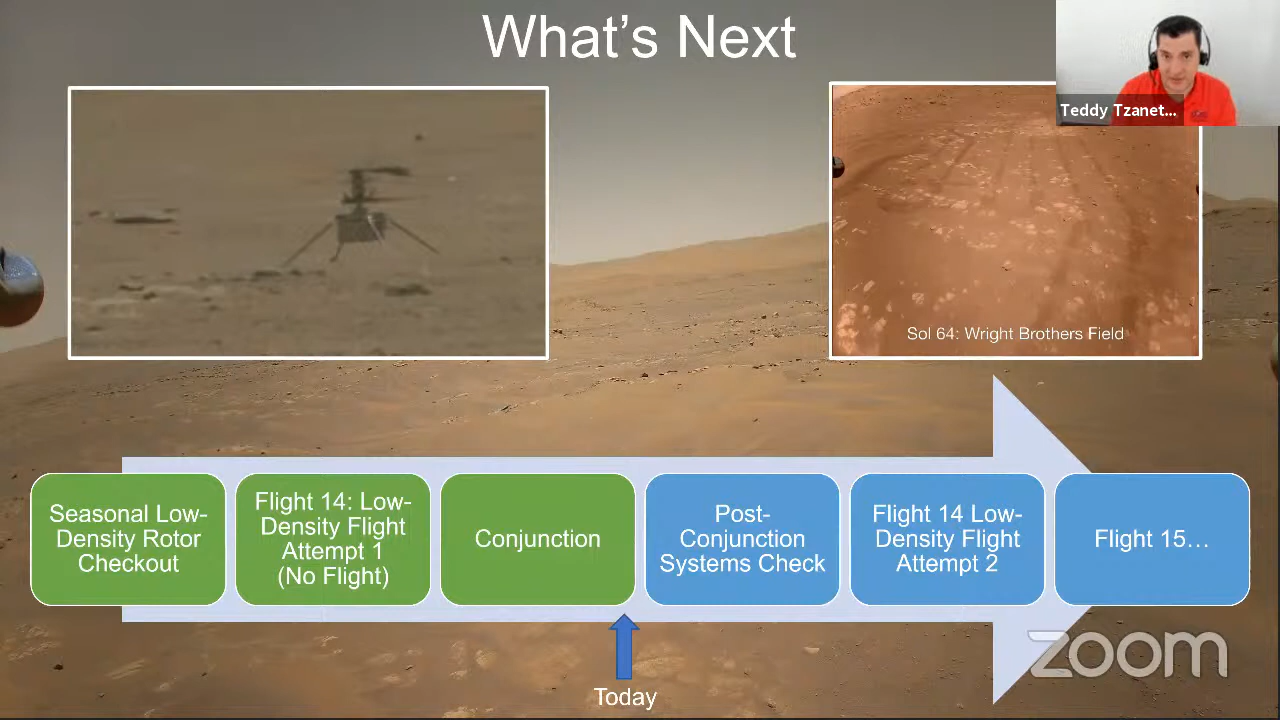 What's Next
Teddy Tzanet...
Sol 64: Wright Brothers Field
Seasonal Low-
Density Rotor
Checkout
Flight 14: Low-
Density Flight
Attempt 1
(No Flight)
Conjunction
Post-
Conjunction
Systems Check
Flight 14 Low-
Density Flight
Attempt 2
Flight 15...
Today
zoom